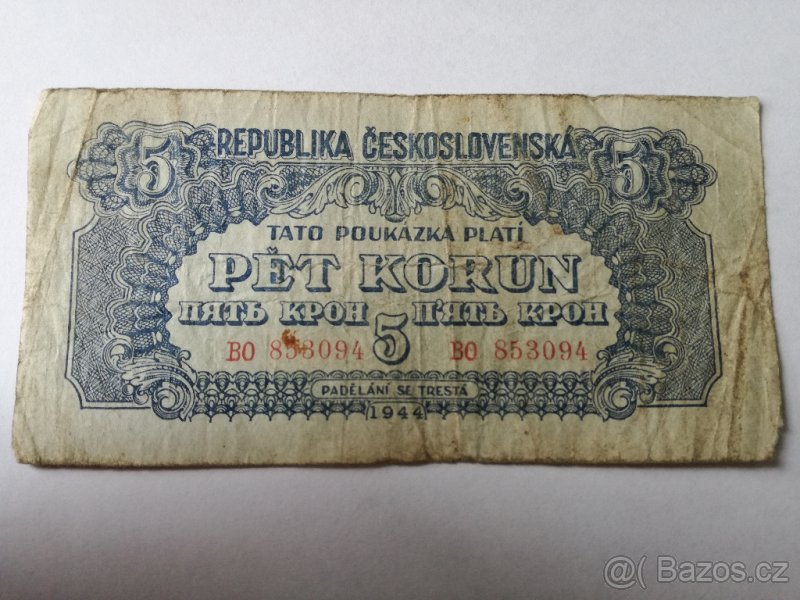 5 REPUBLIKA ČESKOSLOVENSKÁ 5
TATO POUKÁZKA PLATÍ
PĚT KORUN
ПЯТЬ КРОН П'ЯТЬ КРОН
BO 853094 5 BO 853094
PADĚLÁNÍ SE TRESTÁ
1944
@ Bazos.cz